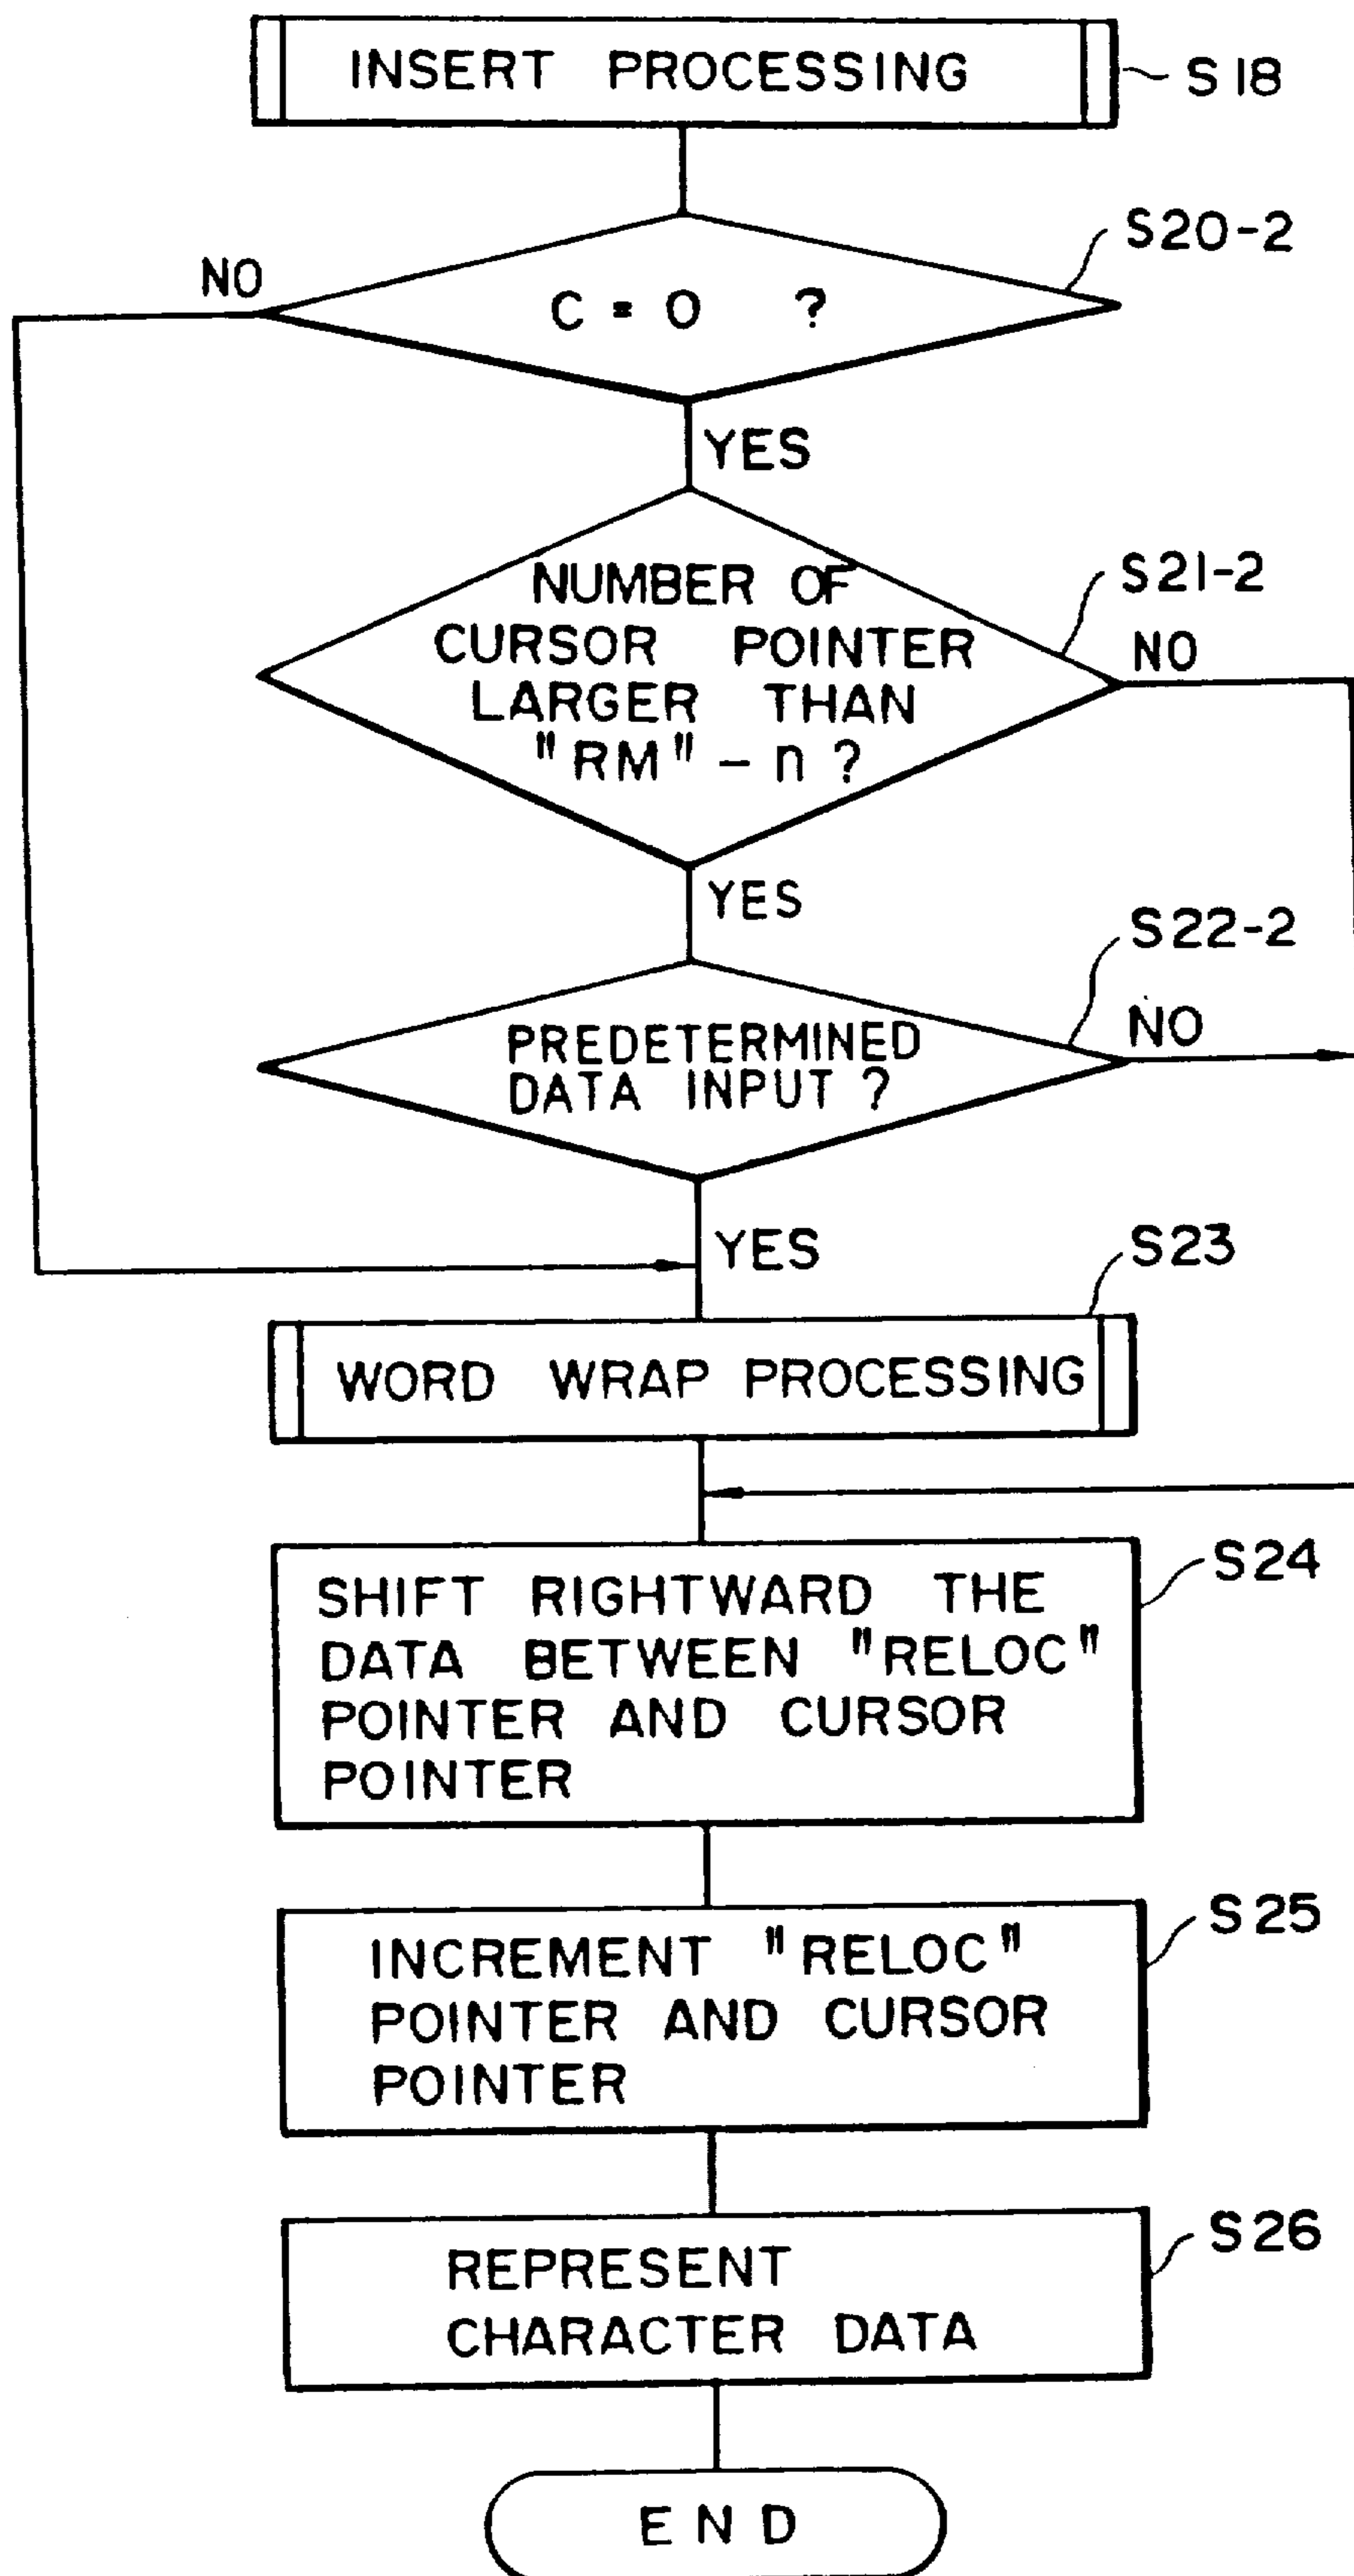 INSERT PROCESSING
S18
S20-2
NO
C = 0 ?
YES
NUMBER OF
CURSOR POINTER
LARGER THAN
"RM" - n ?
S21-2
NO
YES
S22-2
PREDETERMINED
DATA INPUT ?
NO
YES
S23
WORD WRAP PROCESSING
S24
SHIFT RIGHTWARD THE
DATA BETWEEN "RELOC"
POINTER AND CURSOR
POINTER
S25
INCREMENT "RELOC"
POINTER AND CURSOR
POINTER
S26
REPRESENT
CHARACTER DATA
END